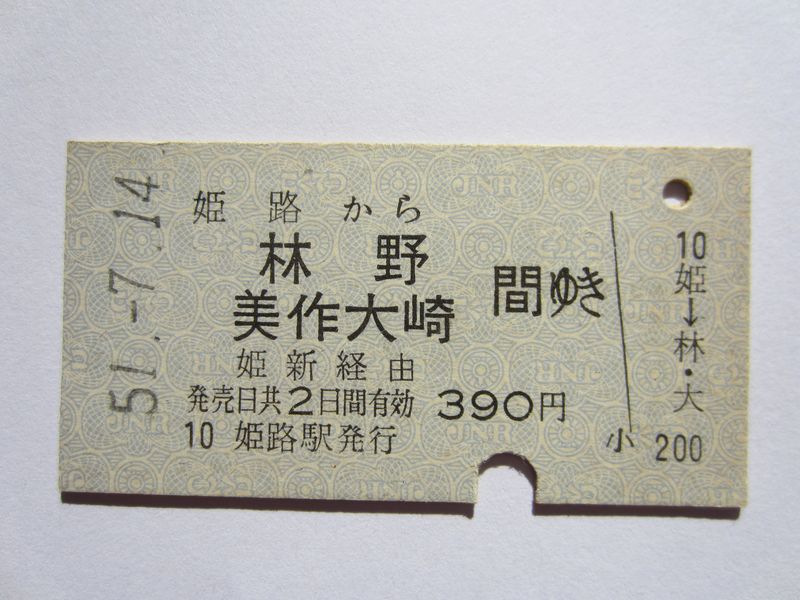 51.-7.14
姫路から
林野
美作大崎
間ゆき
姫新経由
発売日共2日間有効 390円
10 姫路駅発行
小
10
姫→林・大
200